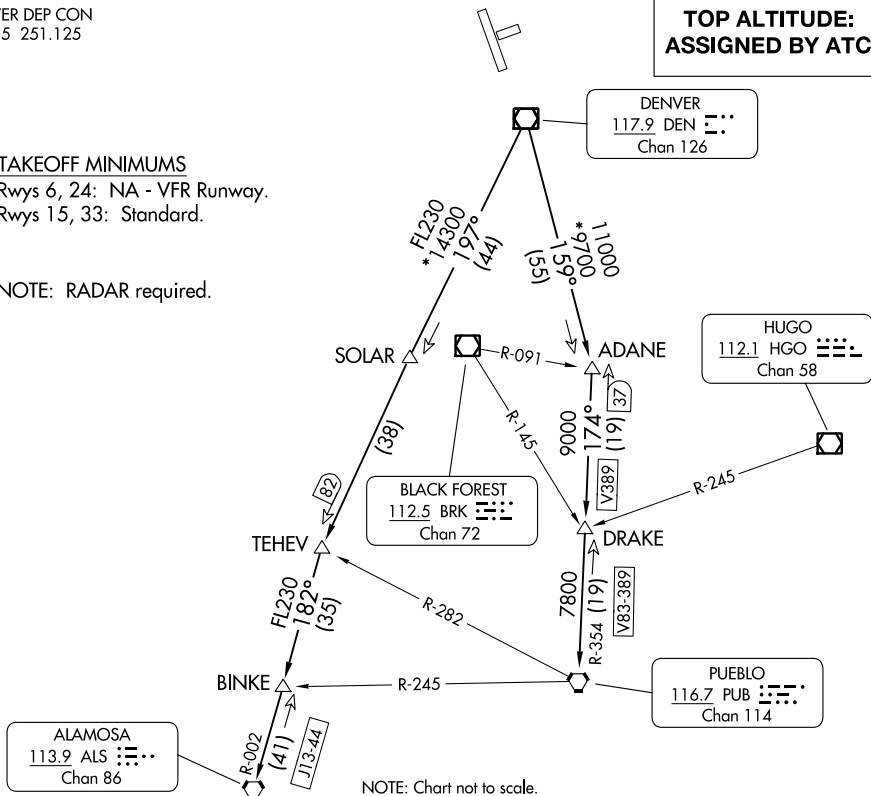 ER DEP CON
5 251.125
TOP ALTITUDE:
ASSIGNED BY ATC
DENVER
117.9 DEN
Chan 126
TAKEOFF MINIMUMS
Rwys 6, 24: NA - VFR Runway.
Rwys 15, 33: Standard.
NOTE: RADAR required.
FL230
*14300
197°
(44)
11000
*9700
159°
(55)
HUGO
112.1 HGO
Chan 58
SOLAR
R-091
ADANE
37
(38)
R-145
9000
174°
(19)
V389
R-245
82
BLACK FOREST
112.5 BRK
Chan 72
TEHEV
DRAKE
FL230
182°
(35)
R-282
7800
(19)
R-354
V83-389
BINKE
R-245
PUEBLO
116.7 PUB
Chan 114
ALAMOSA
113.9 ALS
Chan 86
R-002
(41)
J13-44
NOTE: Chart not to scale.